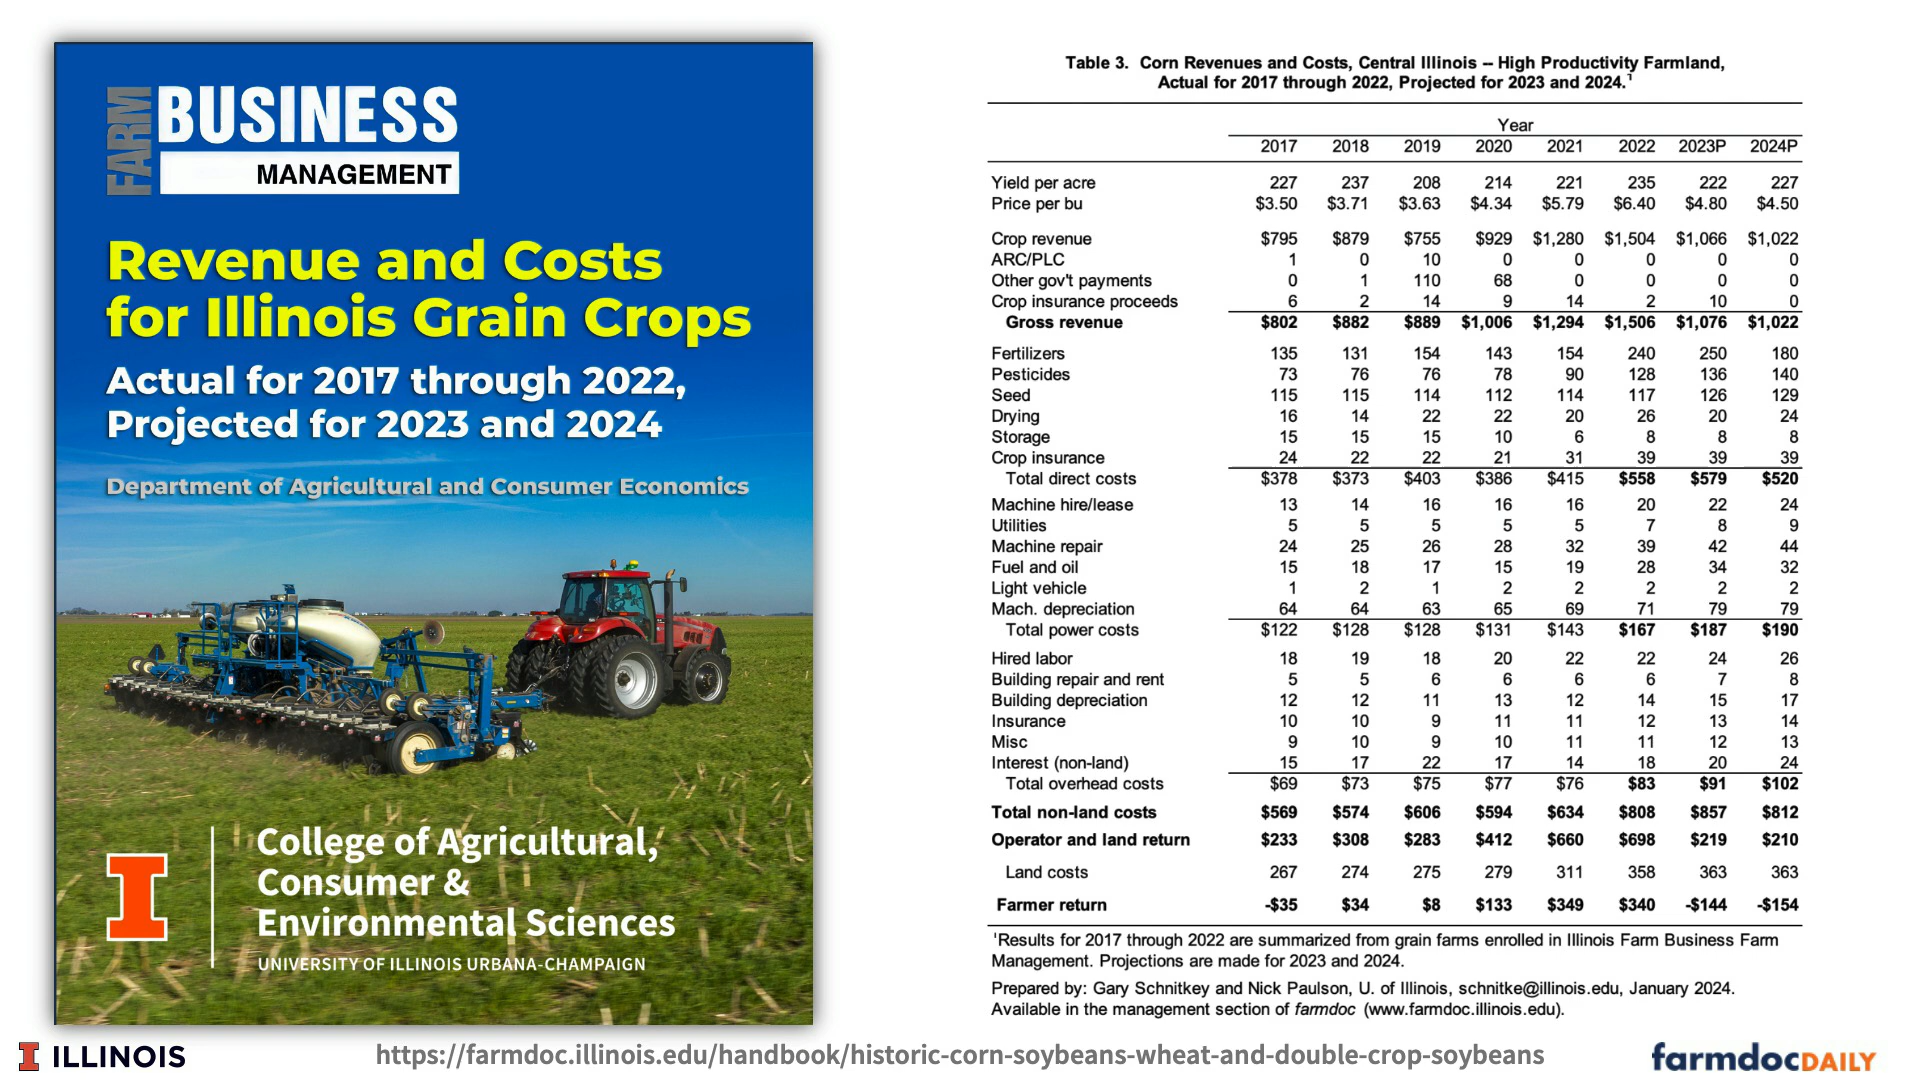 FARM
BUSINESS
MANAGEMENT
Revenue and Costs
for Illinois Grain Crops
Actual for 2017 through 2022,
Projected for 2023 and 2024
Department of Agricultural and Consumer Economics
I
College of Agricultural,
Consumer &
Environmental Sciences
UNIVERSITY OF ILLINOIS URBANA-CHAMPAIGN
Table 3. Corn Revenues and Costs, Central Illinois -- High Productivity Farmland,
Actual for 2017 through 2022, Projected for 2023 and 2024.¹
Year
2017 2018 2019 2020 2021 2022 2023P 2024P
Yield per acre 227 237 208 214 221 235 222 227
Price per bu $3.50 $3.71 $3.63 $4.34 $5.79 $6.40 $4.80 $4.50
Crop revenue $795 $879 $755 $929 $1,280 $1,504 $1,066 $1,022
ARC/PLC 1 0 10 0 0 0 0 0
Other gov't payments 0 1 110 68 0 0 0 0
Crop insurance proceeds 6 2 14 9 14 2 10 0
Gross revenue $802 $882 $889 $1,006 $1,294 $1,506 $1,076 $1,022
Fertilizers 135 131 154 143 154 240 250 180
Pesticides 73 76 76 78 90 128 136 140
Seed 115 115 114 112 114 117 126 129
Drying 16 14 22 22 20 26 20 24
Storage 15 15 15 10 6 8 8 8
Crop insurance 24 22 22 21 31 39 39 39
Total direct costs $378 $373 $403 $386 $415 $558 $579 $520
Machine hire/lease 13 14 16 16 16 20 22 24
Utilities 5 5 5 5 5 7 8 9
Machine repair 24 25 26 28 32 39 42 44
Fuel and oil 15 18 17 15 19 28 34 32
Light vehicle 1 2 1 2 2 2 2 2
Mach. depreciation 64 64 63 65 69 71 79 79
Total power costs $122 $128 $128 $131 $143 $167 $187 $190
Hired labor 18 19 18 20 22 22 24 26
Building repair and rent 5 5 6 6 6 6 7 8
Building depreciation 12 12 11 13 12 14 15 17
Insurance 10 10 9 11 11 12 13 14
Misc 9 10 9 10 11 11 12 13
Interest (non-land) 15 17 22 17 14 18 20 24
Total overhead costs $69 $73 $75 $77 $76 $83 $91 $102
Total non-land costs $569 $574 $606 $594 $634 $808 $857 $812
Operator and land return $233 $308 $283 $412 $660 $698 $219 $210
Land costs 267 274 275 279 311 358 363 363
Farmer return -$35 $34 $8 $133 $349 $340 -$144 -$154
¹Results for 2017 through 2022 are summarized from grain farms enrolled in Illinois Farm Business Farm
Management. Projections are made for 2023 and 2024.
Prepared by: Gary Schnitkey and Nick Paulson, U. of Illinois, schnitke@illinois.edu, January 2024.
Available in the management section of farmdoc (www.farmdoc.illinois.edu).
I ILLINOIS
https://farmdoc.illinois.edu/handbook/historic-corn-soybeans-wheat-and-double-crop-soybeans
farmdocDAILY